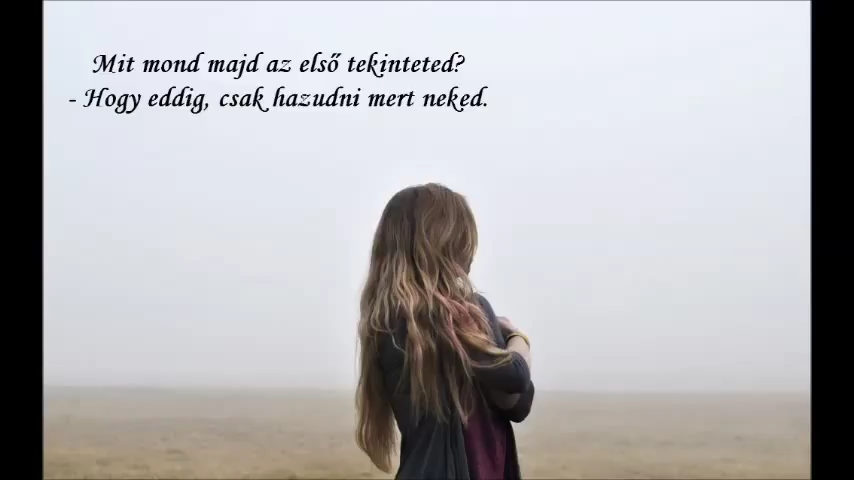 Mit mond majd az első tekinteted?
- Hogy eddig, csak hazudni mert neked.